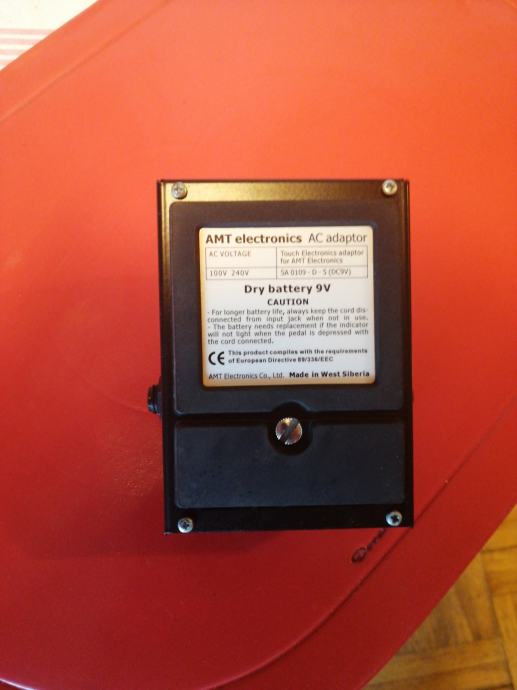 AMT electronics AC adaptor
AC VOLTAGE
Touch Electronics adaptor
for AMT Electronics
100V 240V
SA 0109 - D - 5 (DC9V)
Dry battery 9V
CAUTION
- For longer battery life, always keep the cord dis-
connected from input jack when not in use.
- The battery needs replacement if the indicator
will not light when the pedal is depressed with
the cord connected.
CE This product complies with the requirements
of European Directive 89/336/EEC
AMT Electronics Co., Ltd. Made in West Siberia